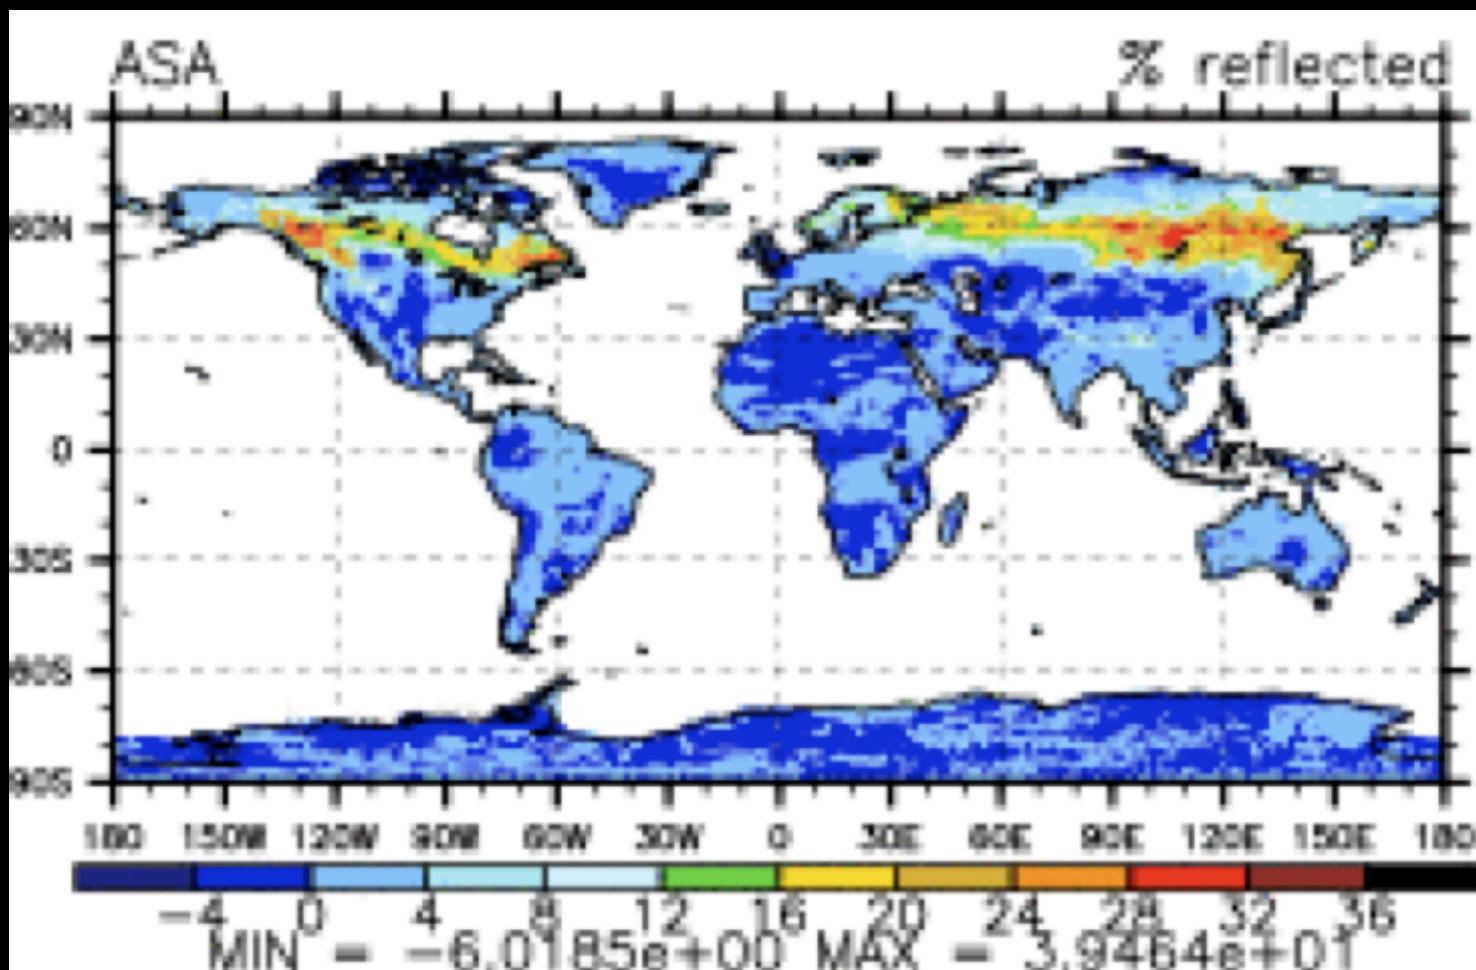 ASA % reflected
90N
60N
30N
0
30S
60S
90S
180 150W 120W 90W 60W 30W 0 30E 60E 90E 120E 150E 180
-4 0 4 8 12 16 20 24 28 32 36
MIN = -6.0185e+00 MAX = 3.9464e+01